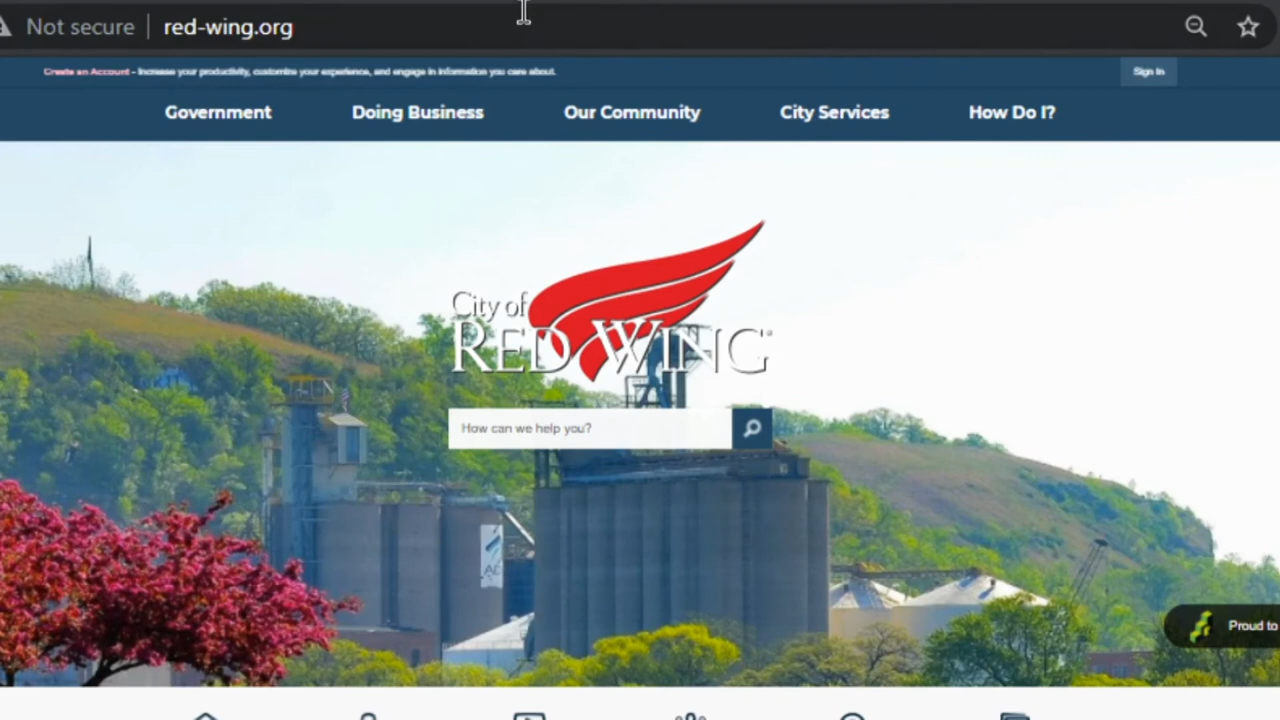 Not secure red-wing.org
Create an Account - Increase your productivity, customize your experience, and engage in information you care about.
Sign In
Government Doing Business Our Community City Services How Do I?
City of
RED WING
How can we help you?
Proud to